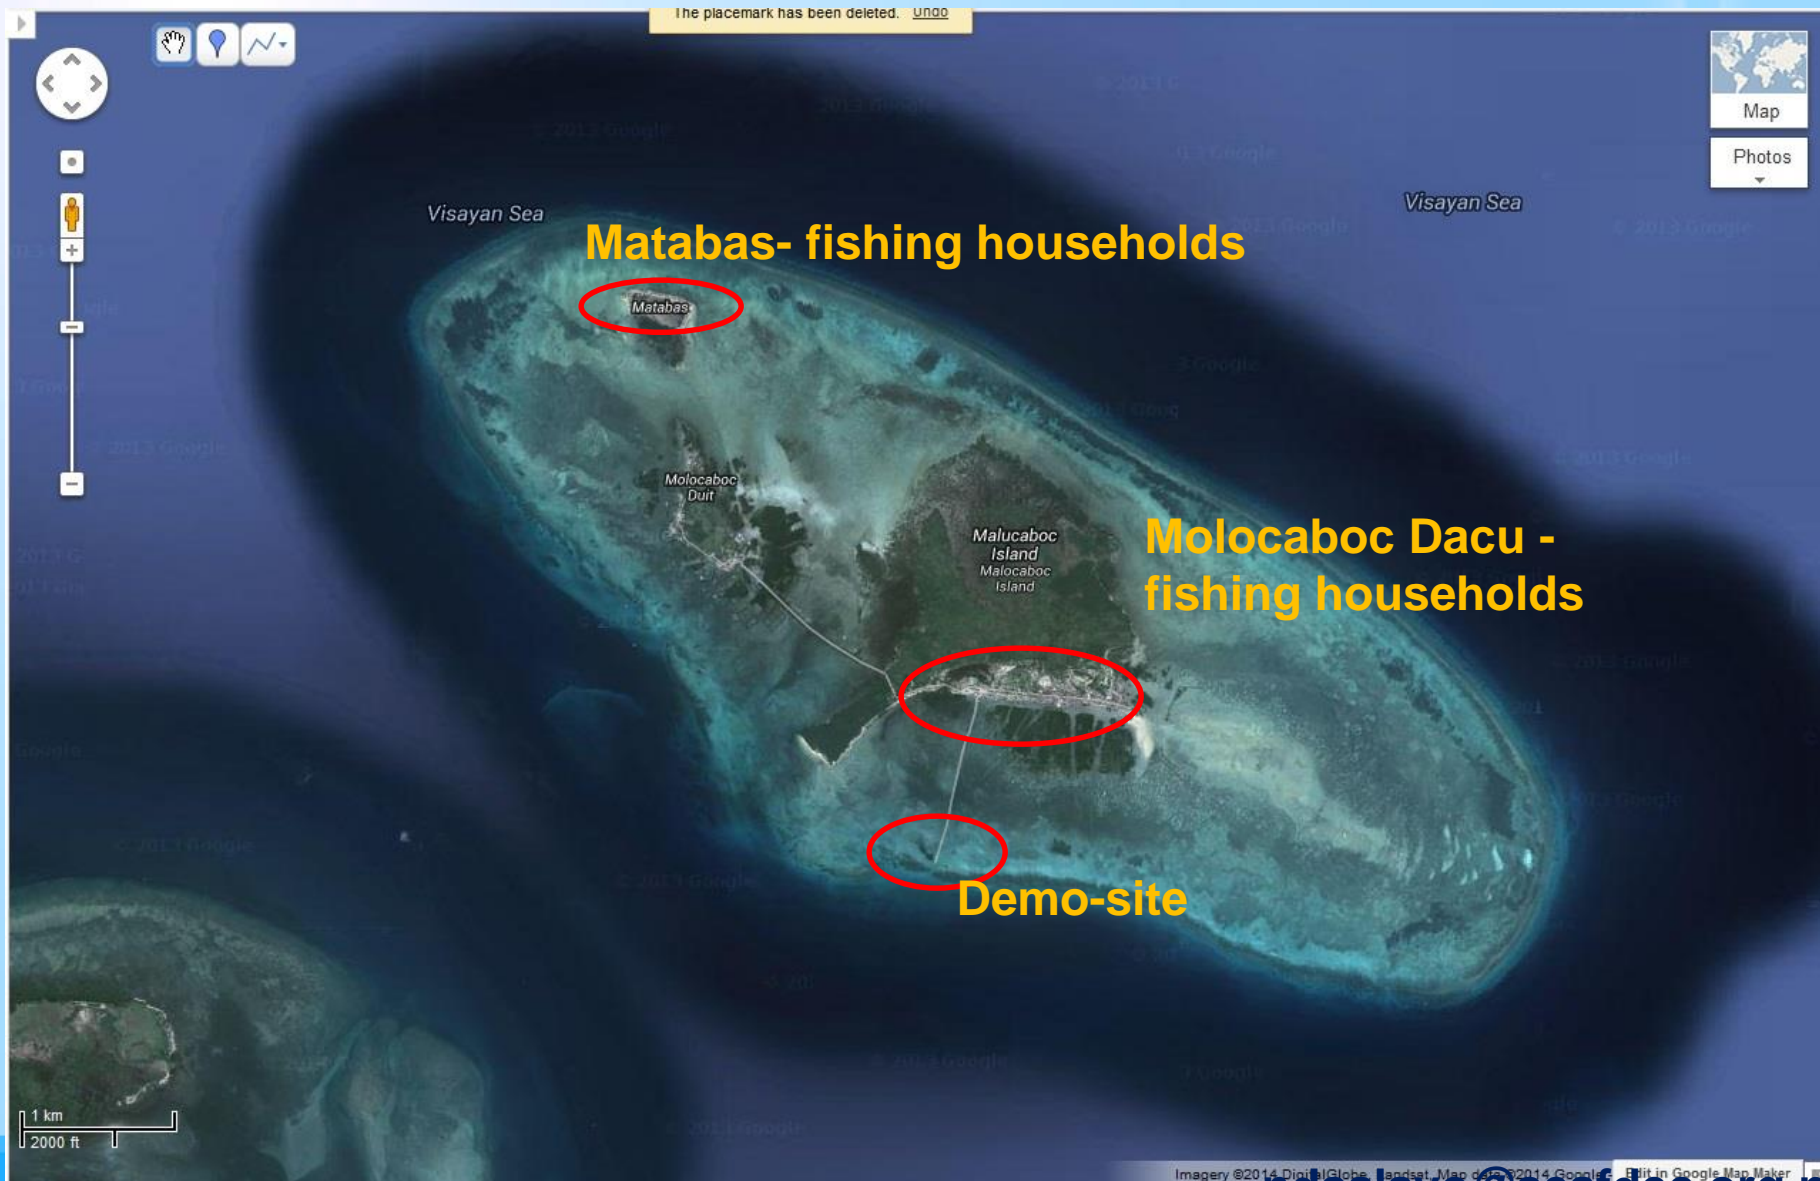 The placemark has been deleted. Undo
Map
Photos
Visayan Sea
Visayan Sea
Matabas- fishing households
Matabas
Molocaboc
Duit
Malucaboc
Island
Malocaboc
Island
Molocaboc Dacu -
fishing households
Demo-site
1 km
2000 ft
Imagery ©2014 DigitalGlobe, Landsat, Map data ©2014 Google
Edit in Google Map Maker